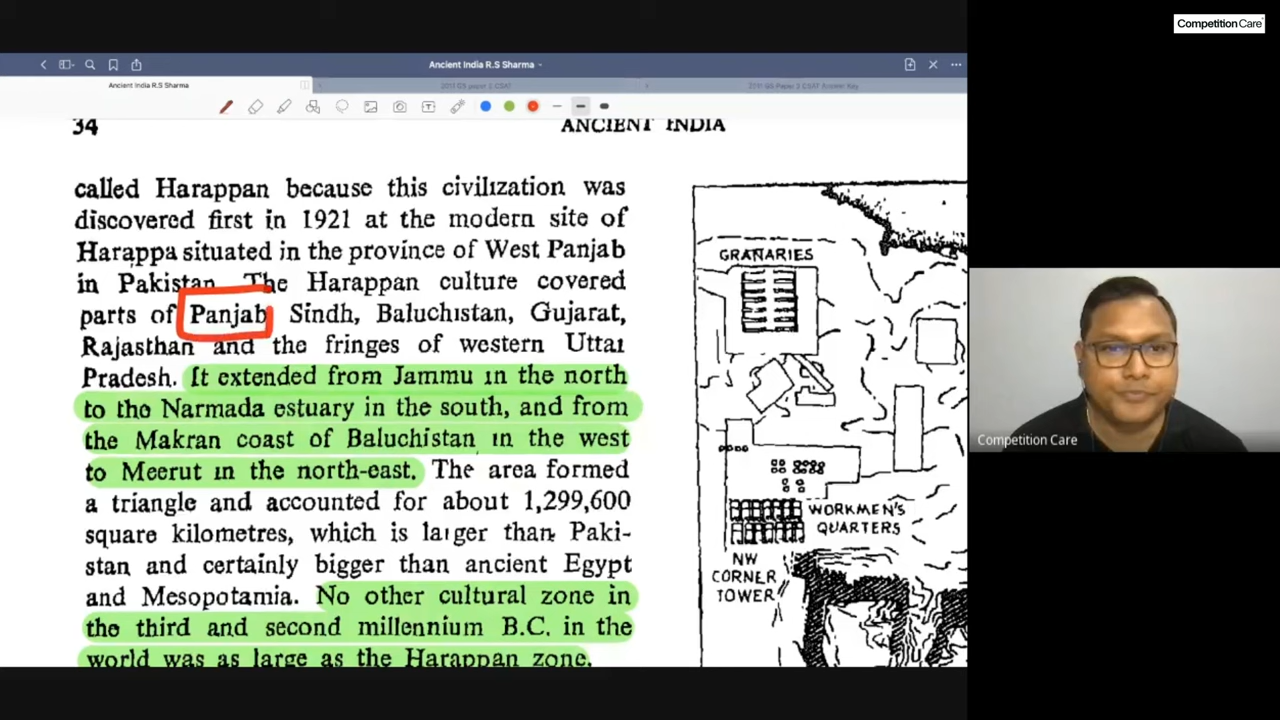 CompetitionCare
Ancient India R.S Sharma
Ancient India R.S Sharma
2011 GS paper 2 CSAT
34
ANCIENT INDIA
called Harappan because this civilization was
discovered first in 1921 at the modern site of
Harappa situated in the province of West Panjab
in Pakistan. The Harappan culture covered
parts of Panjab Sindh, Baluchistan, Gujarat,
Rajasthan and the fringes of western Uttar
Pradesh. It extended from Jammu in the north
to the Narmada estuary in the south, and from
the Makran coast of Baluchistan in the west
to Meerut in the north-east. The area formed
a triangle and accounted for about 1,299,600
square kilometres, which is larger than Paki-
stan and certainly bigger than ancient Egypt
and Mesopotamia. No other cultural zone in
the third and second millennium B.C. in the
world was as large as the Harappan zone.
GRANARIES
WORKMEN'S
QUARTERS
NW
CORNER
TOWER
Competition Care